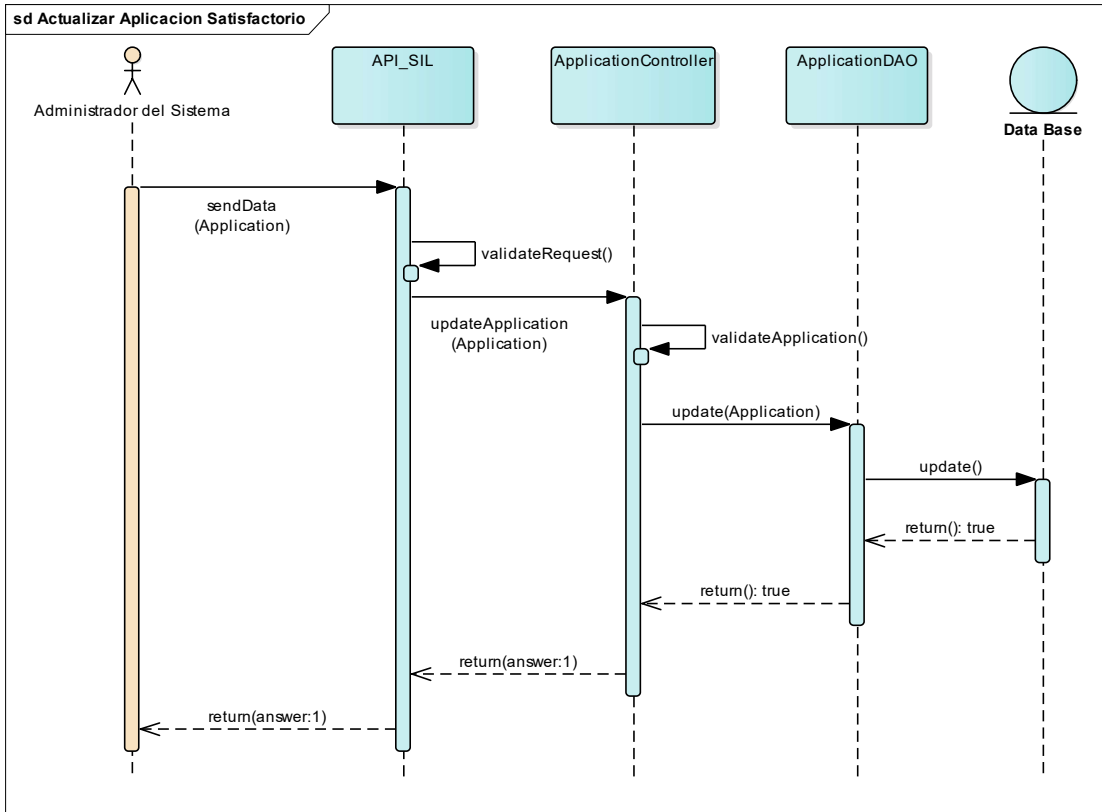 sd Actualizar Aplicacion Satisfactorio
Administrador del Sistema
API_SIL
ApplicationController
ApplicationDAO
Data Base
sendData
(Application)
validateRequest()
updateApplication
(Application)
validateApplication()
update(Application)
update()
return(): true
return(): true
return(answer:1)
return(answer:1)